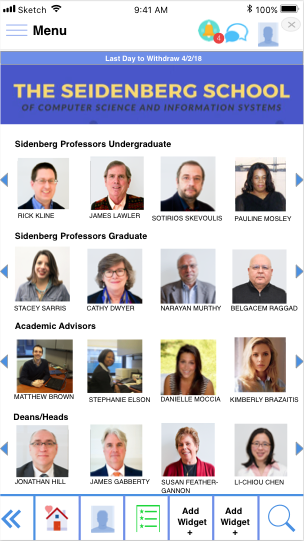 Sketch 9:41 AM 100%
Menu
4
Last Day to Withdraw 4/2/18
THE SEIDENBERG SCHOOL
OF COMPUTER SCIENCE AND INFORMATION SYSTEMS
Sidenberg Professors Undergraduate
RICK KLINE JAMES LAWLER SOTIRIOS SKEVOULIS PAULINE MOSLEY
Sidenberg Professors Graduate
STACEY SARRIS CATHY DWYER NARAYAN MURTHY BELGACEM RAGGAD
Academic Advisors
MATTHEW BROWN STEPHANIE ELSON DANIELLE MOCCIA KIMBERLY BRAZAITIS
Deans/Heads
JONATHAN HILL JAMES GABBERTY SUSAN FEATHER-
GANNON LI-CHIOU CHEN
Add Add
Widget Widget
+ +